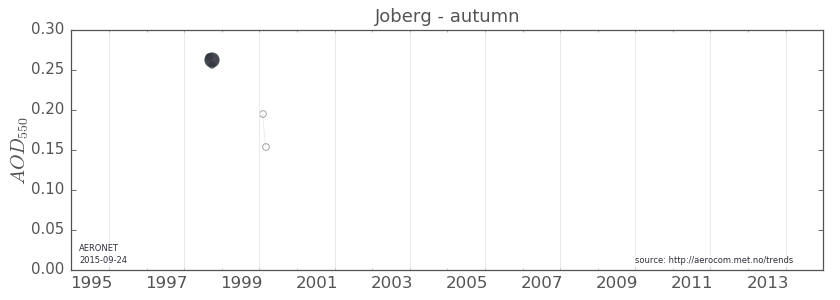 Joberg - autumn
0.30
0.25
0.20
0.15
0.10
0.05
0.00
AOD550
AERONET
2015-09-24
source: http://aerocom.met.no/trends
1995 1997 1999 2001 2003 2005 2007 2009 2011 2013